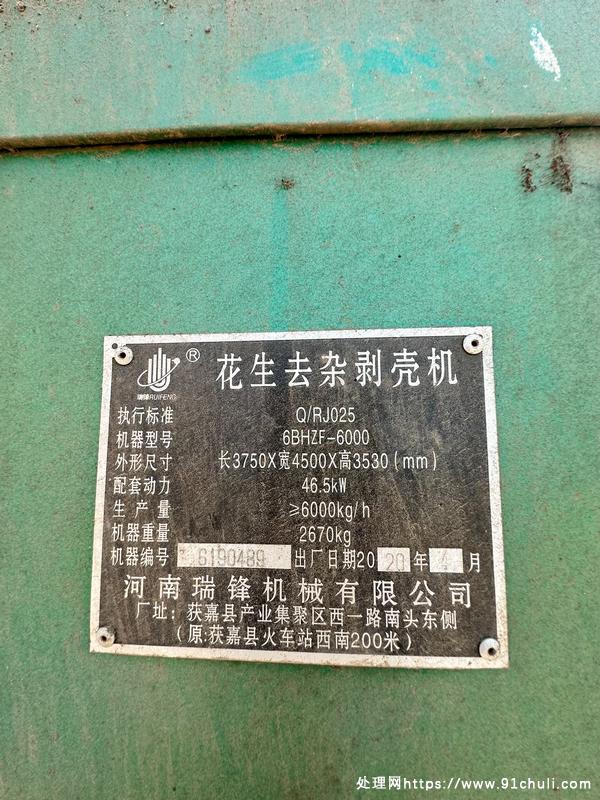 瑞锋RUIFENG ® 花生去杂剥壳机
执行标准 Q/RJ025
机器型号 6BHZF-6000
外形尺寸 长3750X宽4500X高3530(mm)
配套动力 46.5kW
生产量 ≥6000kg/h
机器重量 2670kg
机器编号 6190489 出厂日期2020年 月
河南瑞锋机械有限公司
厂址：获嘉县产业集聚区西一路南头东侧
(原:获嘉县火车站西南200米)
处理网https://www.91chuli.com